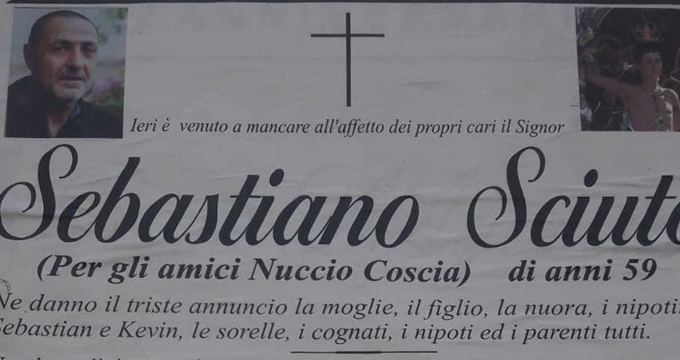 Ieri è venuto a mancare all'affetto dei propri cari il Signor
Sebastiano Sciuto
(Per gli amici Nuccio Coscia) di anni 59
Ne danno il triste annuncio la moglie, il figlio, la nuora, i nipoti:
Sebastian e Kevin, le sorelle, i cognati, i nipoti ed i parenti tutti.